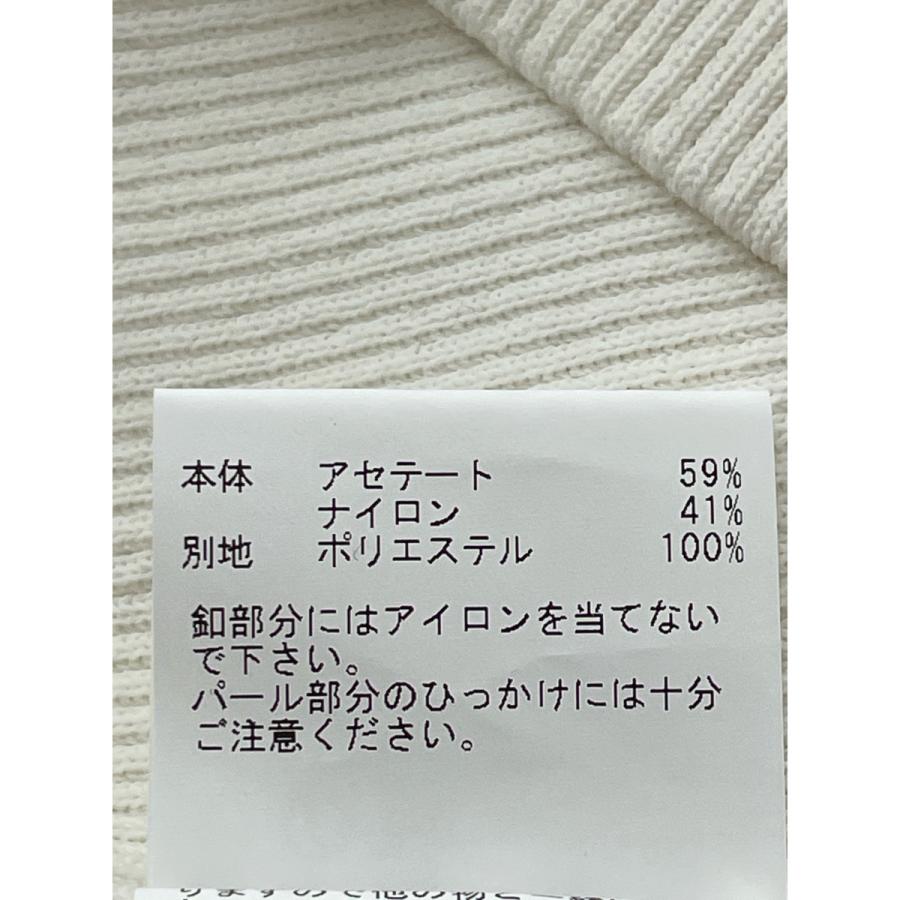 本体 アセテート 59%
ナイロン 41%
別地 ポリエステル 100%
釦部分にはアイロンを当てない
で下さい。
パール部分のひっかけには十分
ご注意ください。